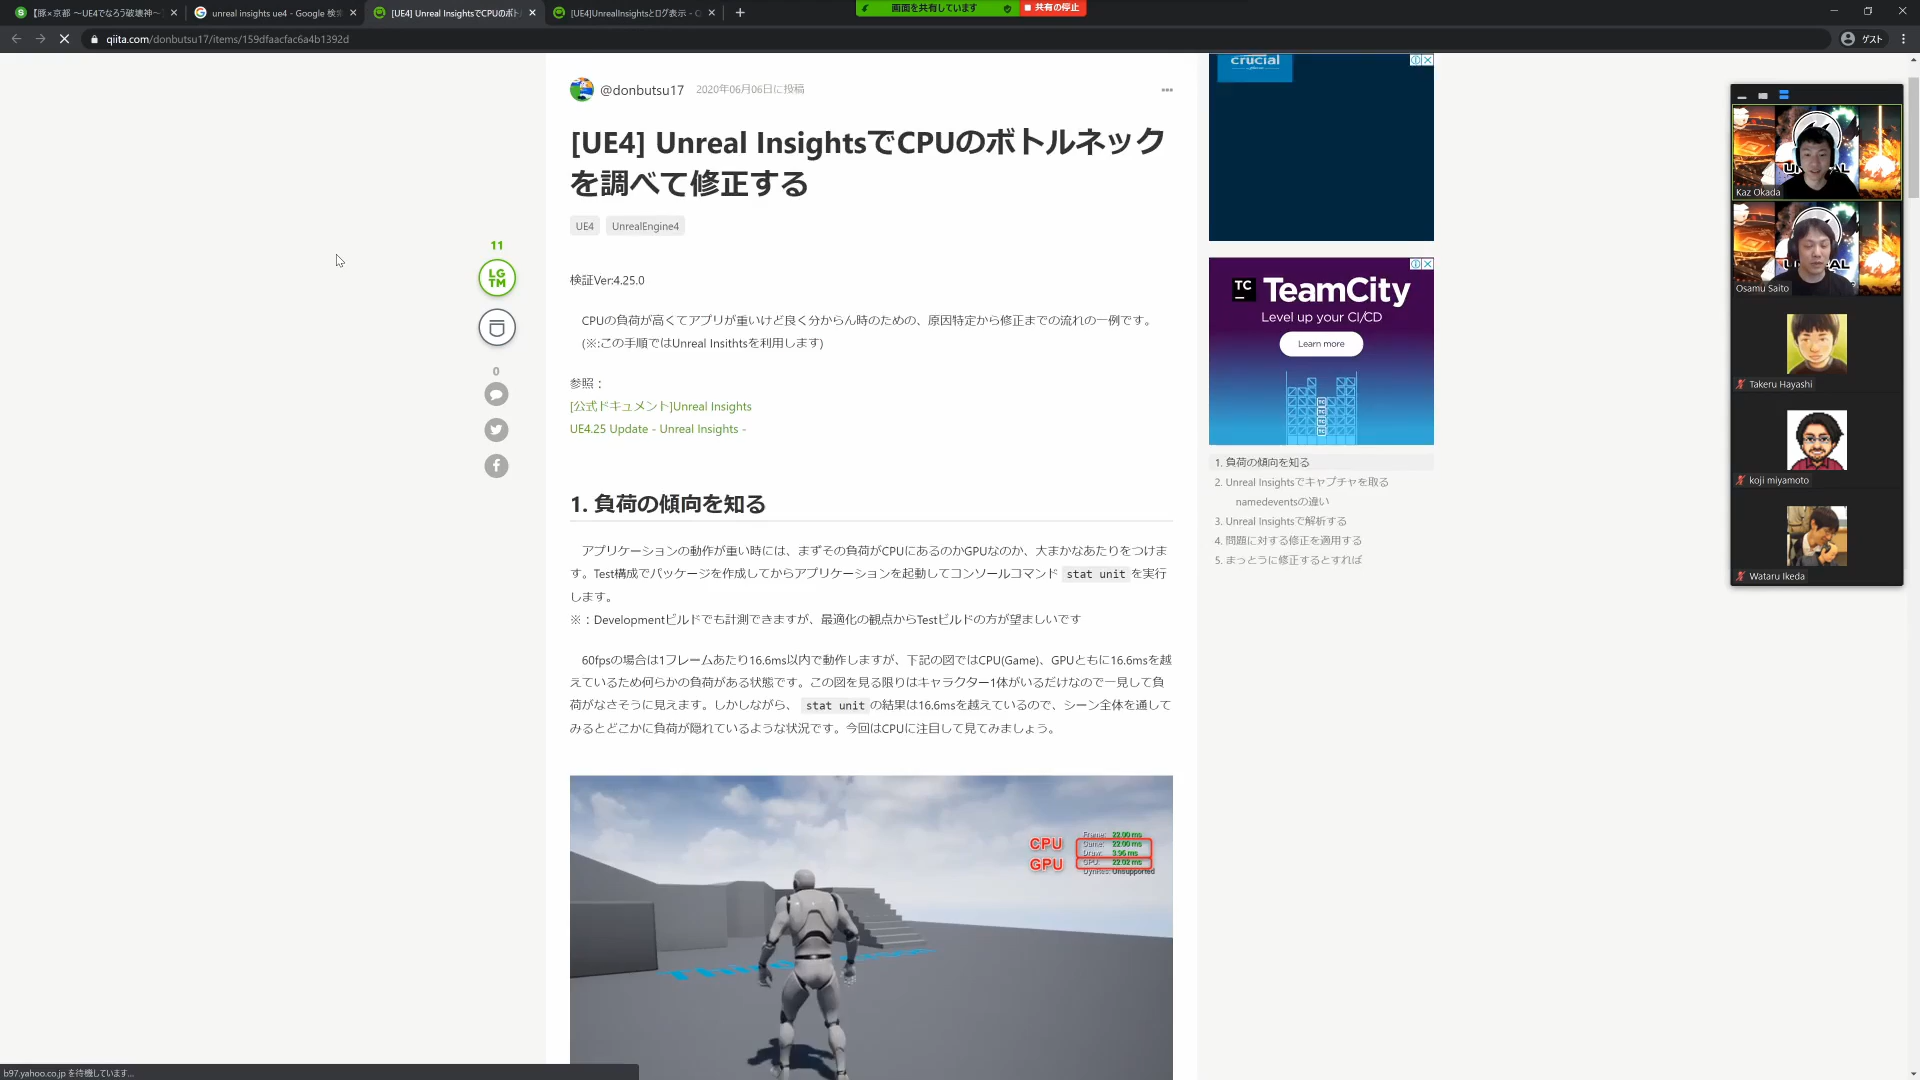 【豚×京都 ～UE4でなろう破壊神～
unreal insights ue4 - Google 検索
[UE4] Unreal InsightsでCPUのボトル
[UE4]UnrealInsightsとログ表示 - Q
画面を共有しています
共有の停止
qiita.com/donbutsu17/items/159dfaacfac6a4b1392d
ゲスト
@donbutsu17 2020年06月06日に投稿
[UE4] Unreal InsightsでCPUのボトルネック
を調べて修正する
UE4 UnrealEngine4
11
LG
TM
0
検証Ver:4.25.0
CPUの負荷が高くてアプリが重いけど良く分からん時のための、原因特定から修正までの流れの一例です。
(※:この手順ではUnreal Insithtsを利用します)
参照：
[公式ドキュメント]Unreal Insights
UE4.25 Update - Unreal Insights -
1. 負荷の傾向を知る
アプリケーションの動作が重い時には、まずその負荷がCPUにあるのかGPUなのか、大まかなあたりをつけま
す。Test構成でパッケージを作成してからアプリケーションを起動してコンソールコマンド stat unit を実行
します。
※：Developmentビルドでも計測できますが、最適化の観点からTestビルドの方が望ましいです
60fpsの場合は1フレームあたり16.6ms以内で動作しますが、下記の図ではCPU(Game)、GPUともに16.6msを越
えているため何らかの負荷がある状態です。この図を見る限りはキャラクター1体がいるだけなので一見して負
荷がなさそうに見えます。しかしながら、 stat unit の結果は16.6msを越えているので、シーン全体を通して
みるとどこかに負荷が隠れているような状況です。今回はCPUに注目して見てみましょう。
CPU
GPU
Frame: 22.00 ms
Game: 22.00 ms
Draw: 3.96 ms
GPU: 22.02 ms
DynRes: Unsupported
crucial
TC
TeamCity
Level up your CI/CD
Learn more
1. 負荷の傾向を知る
2. Unreal Insightsでキャプチャを取る
namedeventsの違い
3. Unreal Insightsで解析する
4. 問題に対する修正を適用する
5. まっとうに修正するとすれば
Kaz Okada
Osamu Saito
Takeru Hayashi
koji miyamoto
Wataru Ikeda
b97.yahoo.co.jp を待機しています...